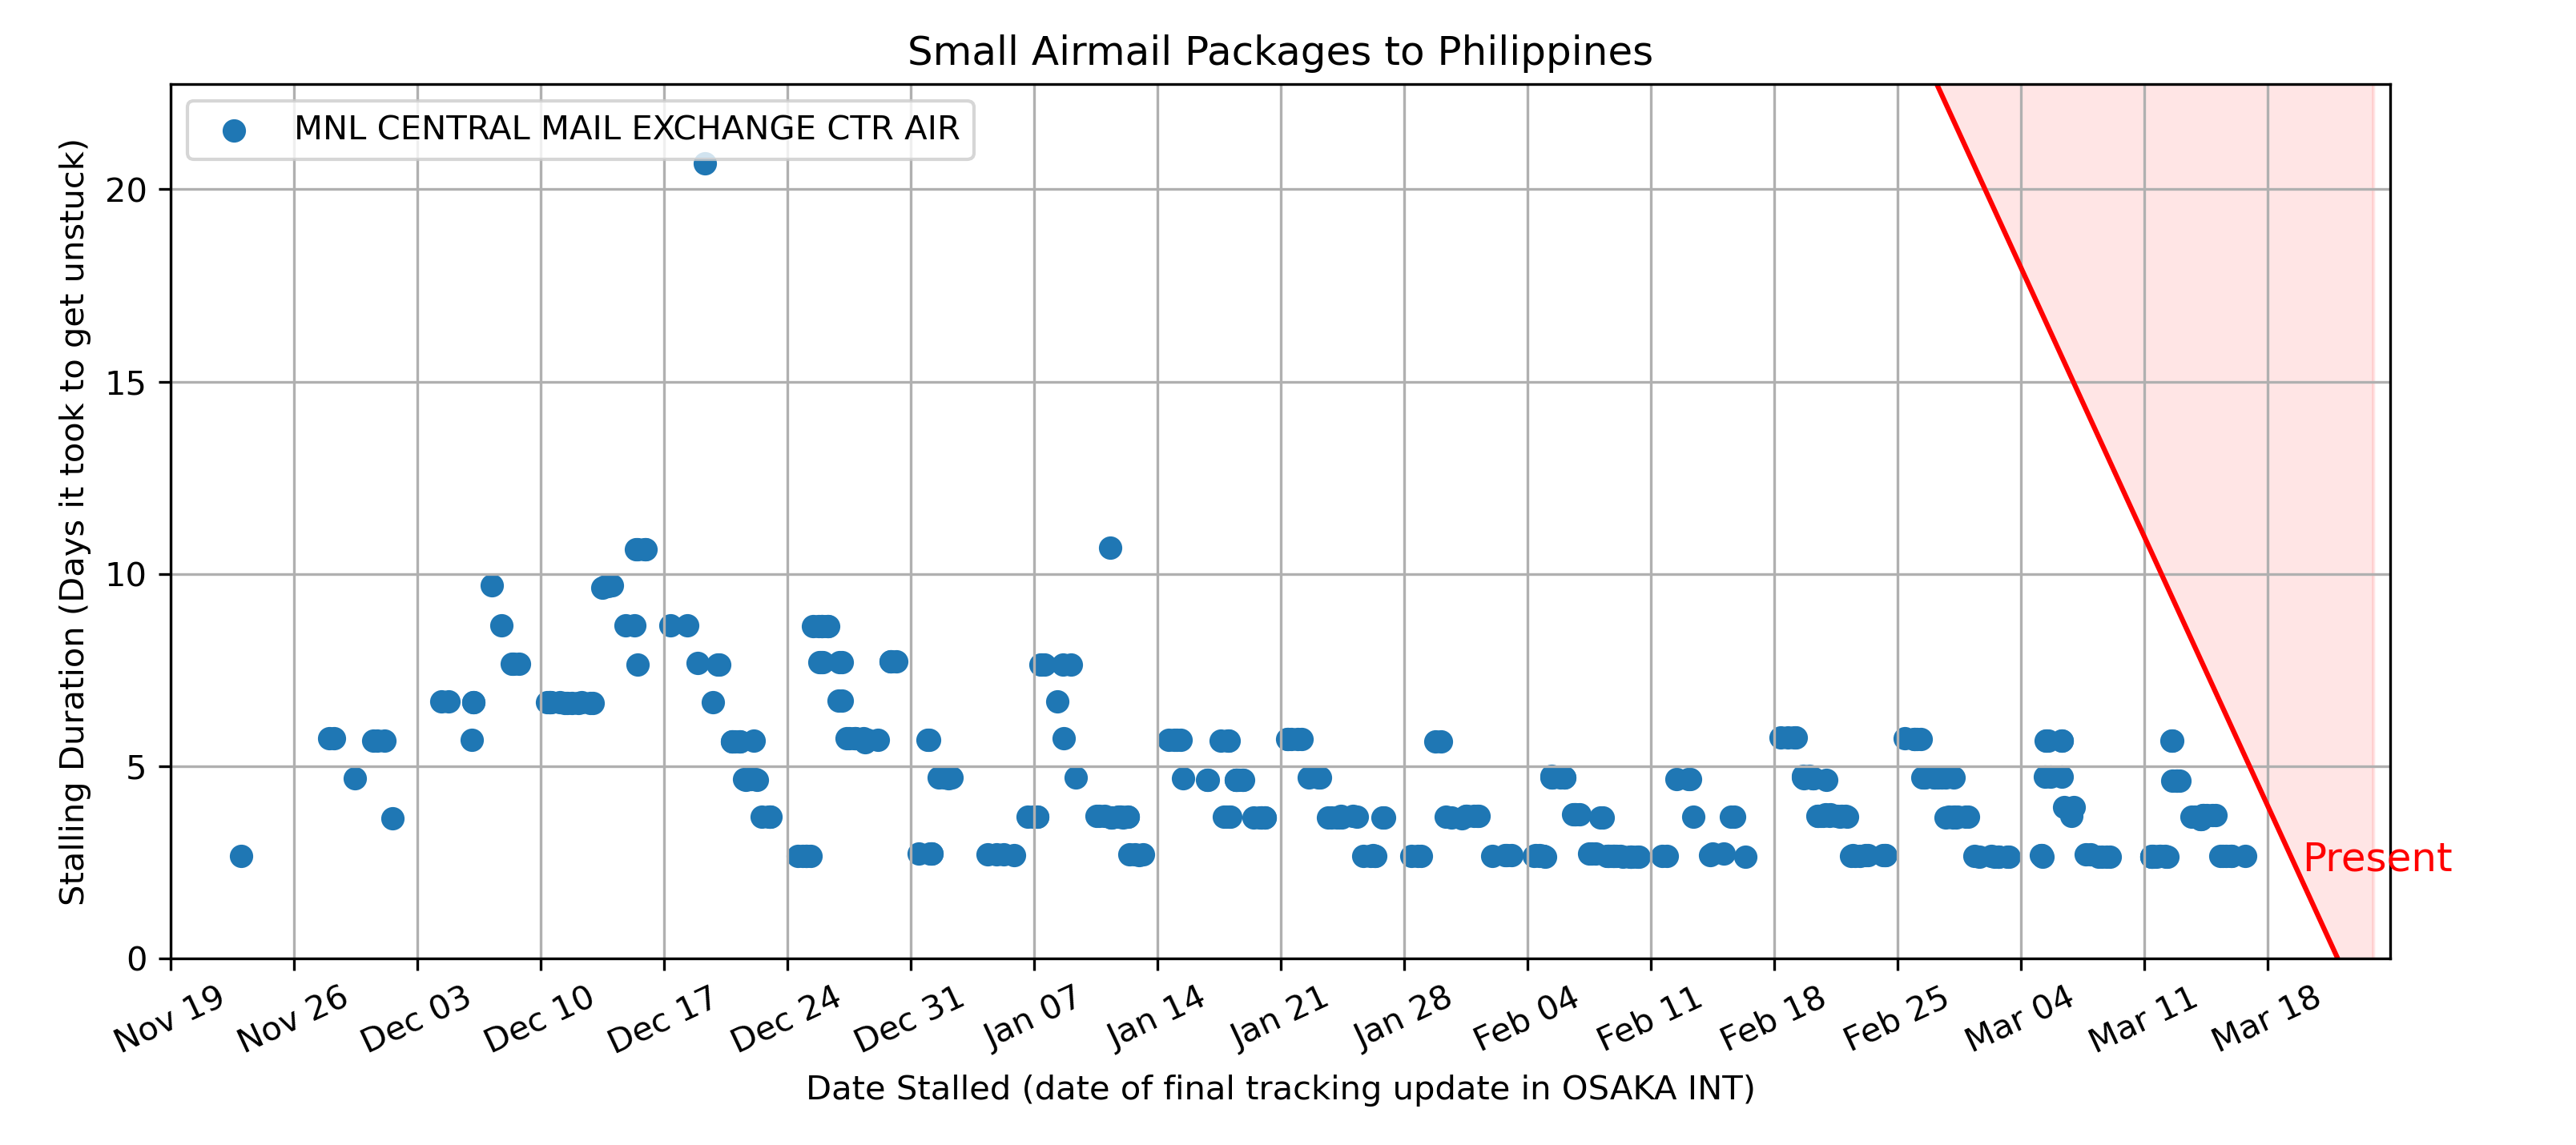 Small Airmail Packages to Philippines
MNL CENTRAL MAIL EXCHANGE CTR AIR
Stalling Duration (Days it took to get unstuck)
20
15
10
5
0
Present
Nov 19
Nov 26
Dec 03
Dec 10
Dec 17
Dec 24
Dec 31
Jan 07
Jan 14
Jan 21
Jan 28
Feb 04
Feb 11
Feb 18
Feb 25
Mar 04
Mar 11
Mar 18
Date Stalled (date of final tracking update in OSAKA INT)